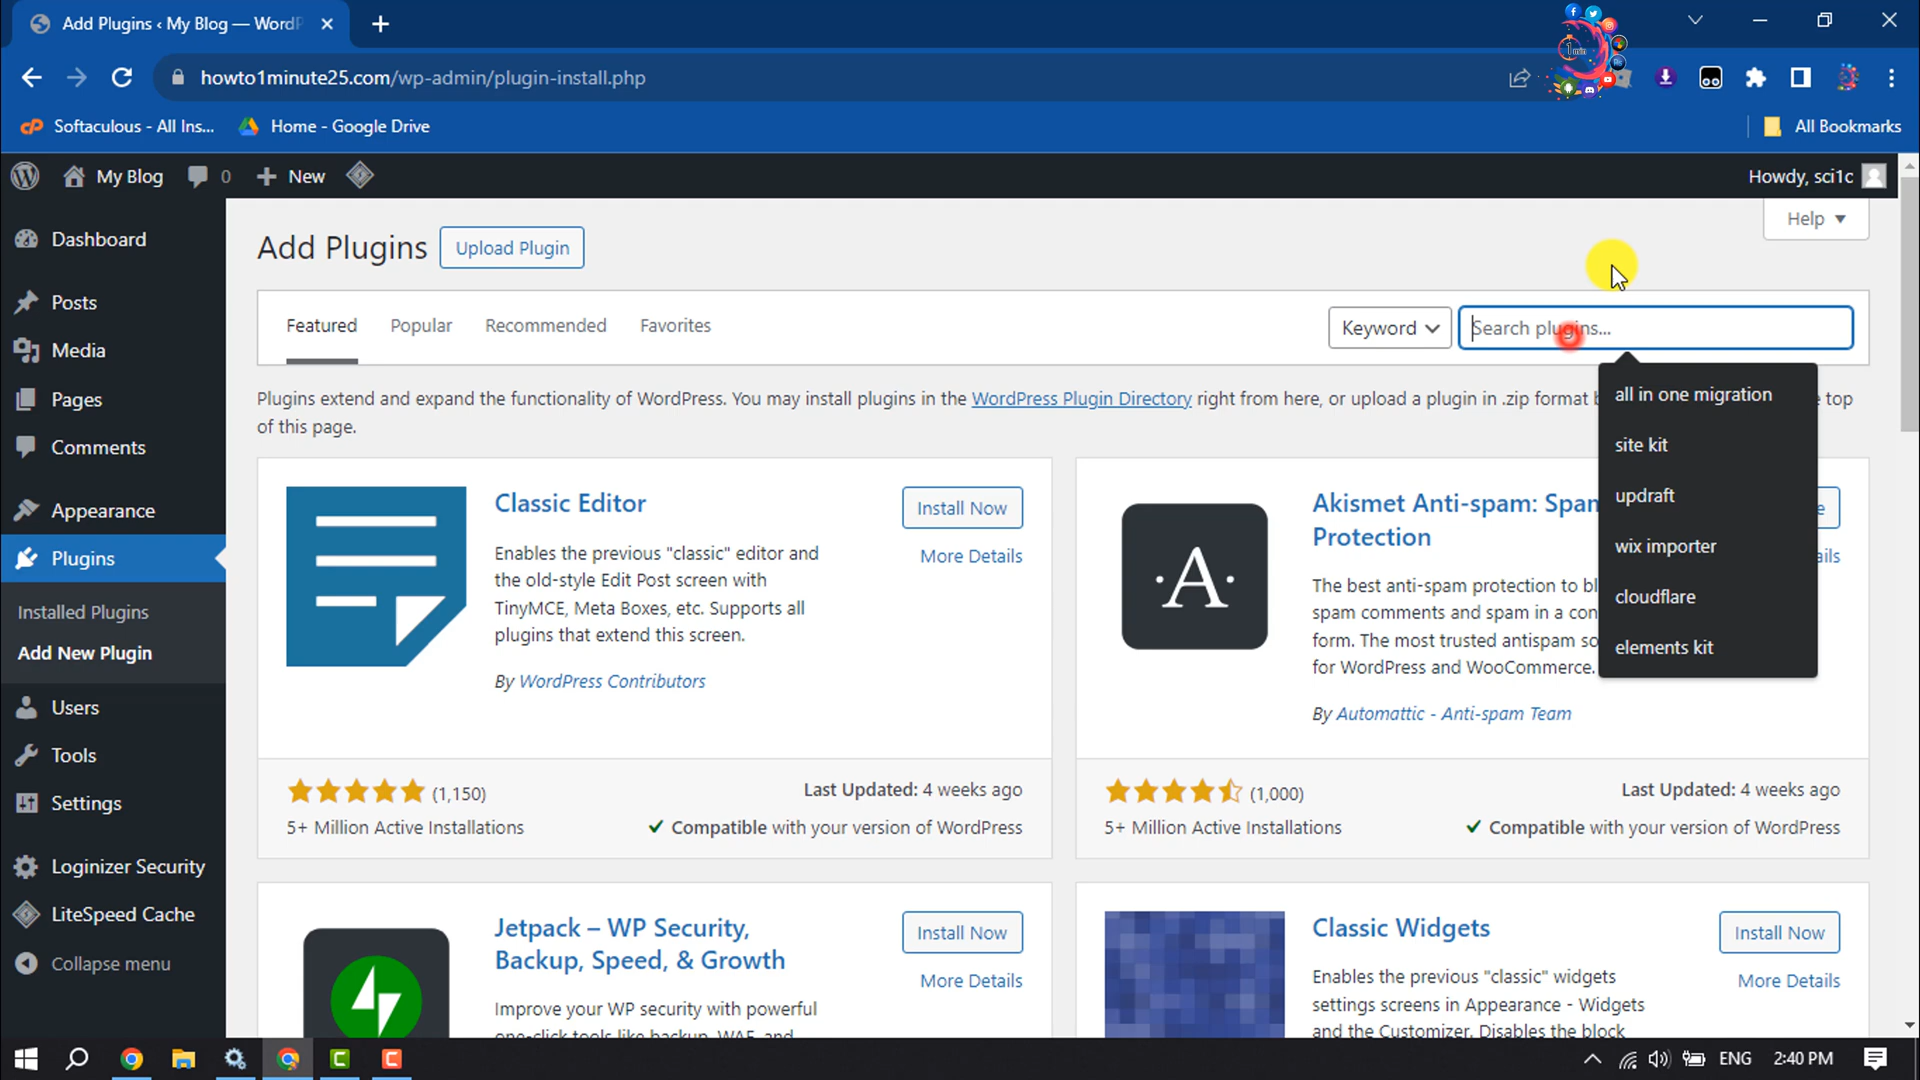 Add Plugins ‹ My Blog — WordP
howto1minute25.com/wp-admin/plugin-install.php
Softaculous - All Ins...
Home - Google Drive
All Bookmarks
My Blog
0
New
Howdy, sci1c
Dashboard
Posts
Media
Pages
Comments
Appearance
Plugins
Installed Plugins
Add New Plugin
Users
Tools
Settings
Loginizer Security
LiteSpeed Cache
Collapse menu
Help
Add Plugins
Upload Plugin
Featured
Popular
Recommended
Favorites
Keyword
Search plugins...
all in one migration
site kit
updraft
wix importer
cloudflare
elements kit
Plugins extend and expand the functionality of WordPress. You may install plugins in the WordPress Plugin Directory right from here, or upload a plugin in .zip format
top
of this page.
Classic Editor
Install Now
More Details
Enables the previous "classic" editor and
the old-style Edit Post screen with
TinyMCE, Meta Boxes, etc. Supports all
plugins that extend this screen.
By WordPress Contributors
(1,150)
5+ Million Active Installations
Last Updated: 4 weeks ago
Compatible with your version of WordPress
·A·
Akismet Anti-spam: Spam
Protection
The best anti-spam protection to bl
spam comments and spam in a con
form. The most trusted antispam so
for WordPress and WooCommerce.
By Automattic - Anti-spam Team
(1,000)
5+ Million Active Installations
Last Updated: 4 weeks ago
Compatible with your version of WordPress
Jetpack – WP Security,
Backup, Speed, & Growth
Install Now
More Details
Improve your WP security with powerful
one-click tools like backup, WAF, and
Classic Widgets
Install Now
More Details
Enables the previous "classic" widgets
settings screens in Appearance - Widgets
and the Customizer. Disables the block
ENG
2:40 PM